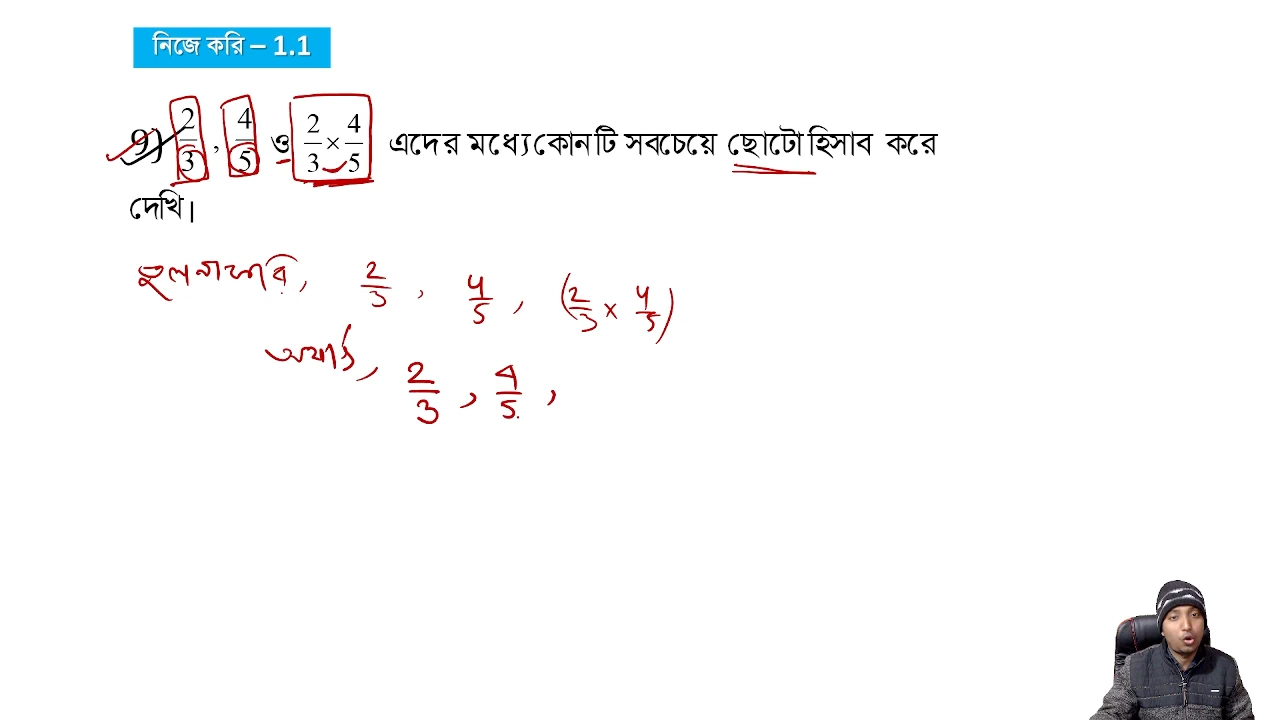 নিজে করি – 1.1
9) 2/3 , 4/5 ও 2/3 × 4/5 এদের মধ্যে কোনটি সবচেয়ে ছোটো হিসাব করে
দেখি।
তুলনা করি, 2/3 , 4/5 , (2/3 × 4/5)
অর্থাৎ, 2/3 , 4/5 ,